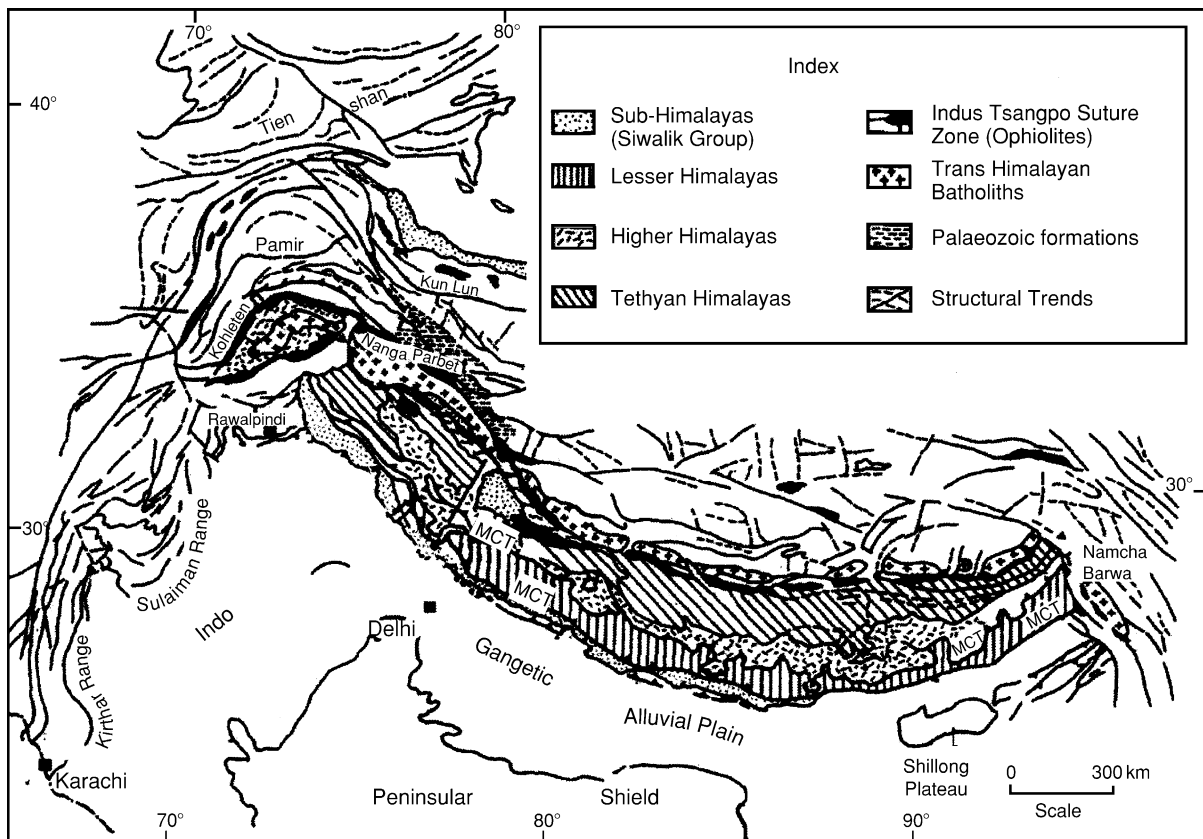 70°
80°
40°
30°
30°
70°
80°
90°
Index
Sub-Himalayas
(Siwalik Group)
Lesser Himalayas
Higher Himalayas
Tethyan Himalayas
Indus Tsangpo Suture
Zone (Ophiolites)
Trans Himalayan
Batholiths
Palaeozoic formations
Structural Trends
Tien shan
Pamir
Kun Lun
Kohleten
Nanga Parbet
Rawalpindi
Sulaiman Range
Kirthar Range
Karachi
Indo
Gangetic
Alluvial Plain
Delhi
MCT
MCT
MCT
MCT
Namcha
Barwa
Shillong
Plateau
L
Peninsular Shield
0 300 km
Scale